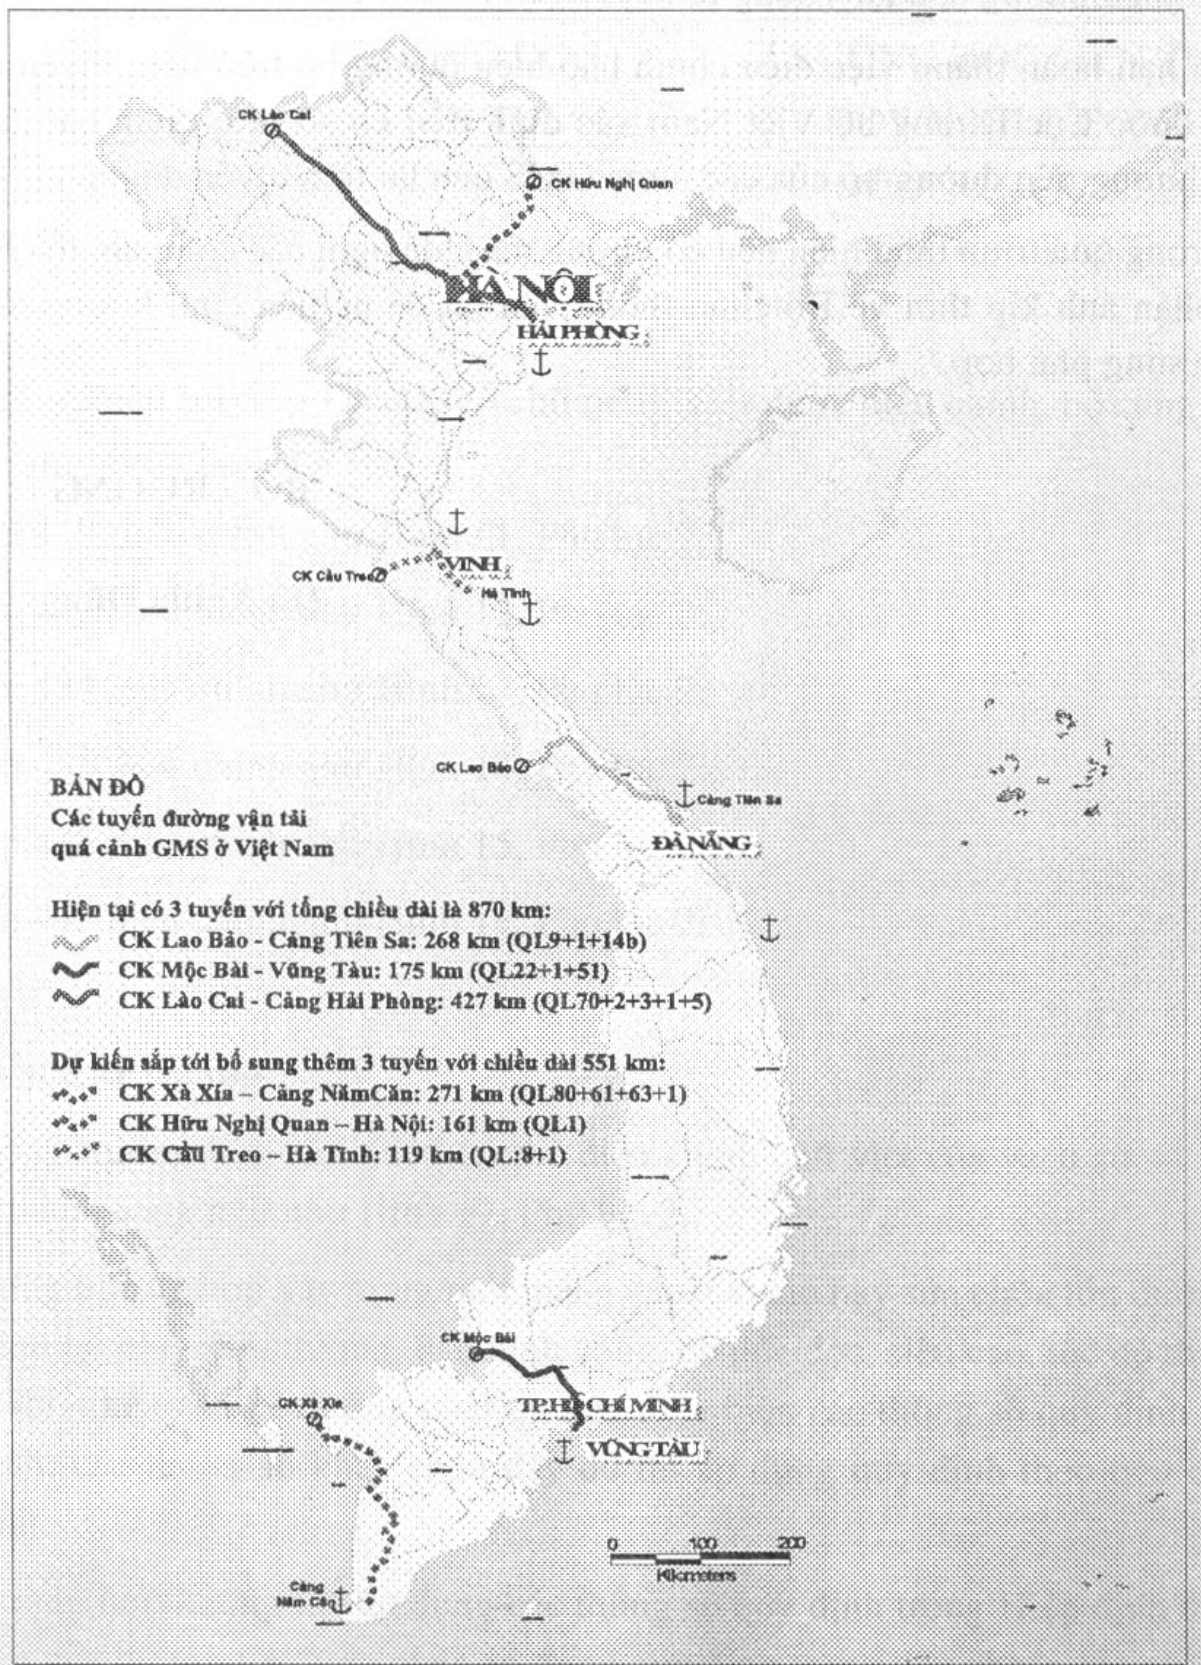 CK Lào Cai
CK Hữu Nghị Quan
HÀ NỘI
HẢI PHÒNG
VINH
CK Cầu Treo
Hà Tĩnh
CK Lao Bảo
Cảng Tiên Sa
ĐÀ NẴNG
BẢN ĐỒ
Các tuyến đường vận tải
quá cảnh GMS ở Việt Nam
Hiện tại có 3 tuyến với tổng chiều dài là 870 km:
CK Lao Bảo - Cảng Tiên Sa: 268 km (QL9+1+14b)
CK Mộc Bài - Vũng Tàu: 175 km (QL22+1+51)
CK Lào Cai - Cảng Hải Phòng: 427 km (QL70+2+3+1+5)
Dự kiến sắp tới bổ sung thêm 3 tuyến với chiều dài 551 km:
CK Xà Xía – Cảng NămCăn: 271 km (QL80+61+63+1)
CK Hữu Nghị Quan – Hà Nội: 161 km (QL1)
CK Cầu Treo – Hà Tĩnh: 119 km (QL:8+1)
CK Mộc Bài
CK Xà Xía
TP.HỒ CHÍ MINH
VŨNG TÀU
0 100 200
Kilometers
Cảng
Năm Căn